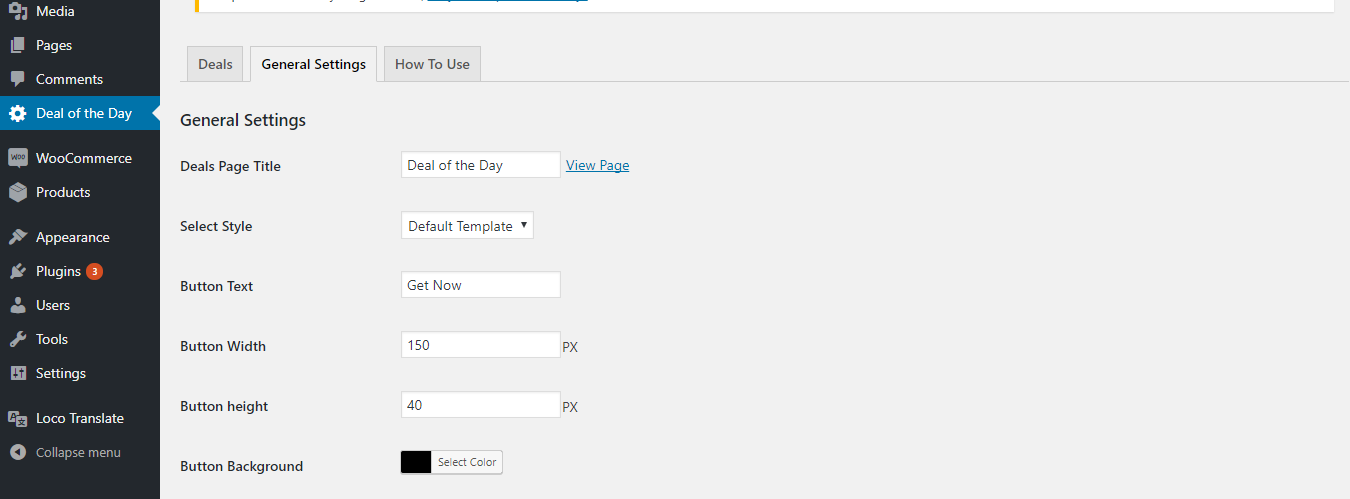 Media
Pages
Comments
Deal of the Day
WOO WooCommerce
Products
Appearance
Plugins 3
Users
Tools
Settings
Loco Translate
Collapse menu
Deals General Settings How To Use
General Settings
Deals Page Title Deal of the Day View Page
Select Style Default Template
Button Text Get Now
Button Width 150 PX
Button height 40 PX
Button Background Select Color